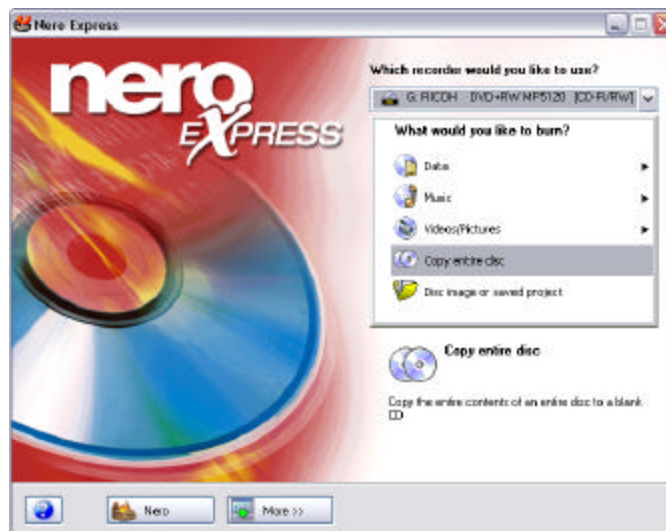 Nero Express
nero
EXPRESS
Which recorder would you like to use?
G: RICOH DVD+RW MP5120 [CD-R/RW]
What would you like to burn?
Data
Music
Videos/Pictures
Copy entire disc
Disc image or saved project
Copy entire disc
Copy the entire contents of an entire disc to a blank
CD
Nero
More >>